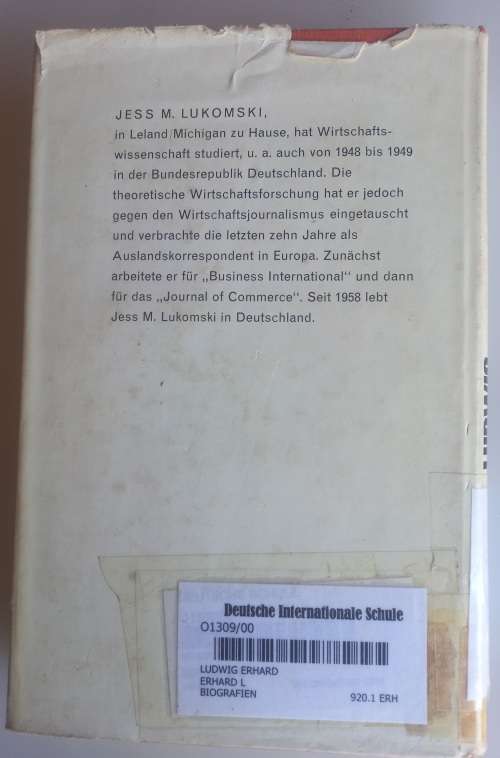 JESS M. LUKOMSKI,
in Leland/Michigan zu Hause, hat Wirtschafts-
wissenschaft studiert, u. a. auch von 1948 bis 1949
in der Bundesrepublik Deutschland. Die
theoretische Wirtschaftsforschung hat er jedoch
gegen den Wirtschaftsjournalismus eingetauscht
und verbrachte die letzten zehn Jahre als
Auslandskorrespondent in Europa. Zunächst
arbeitete er für „Business International“ und dann
für das „Journal of Commerce“. Seit 1958 lebt
Jess M. Lukomski in Deutschland.
Deutsche Internationale Schule
O1309/00
LUDWIG ERHARD
ERHARD L
BIOGRAFIEN 920.1 ERH